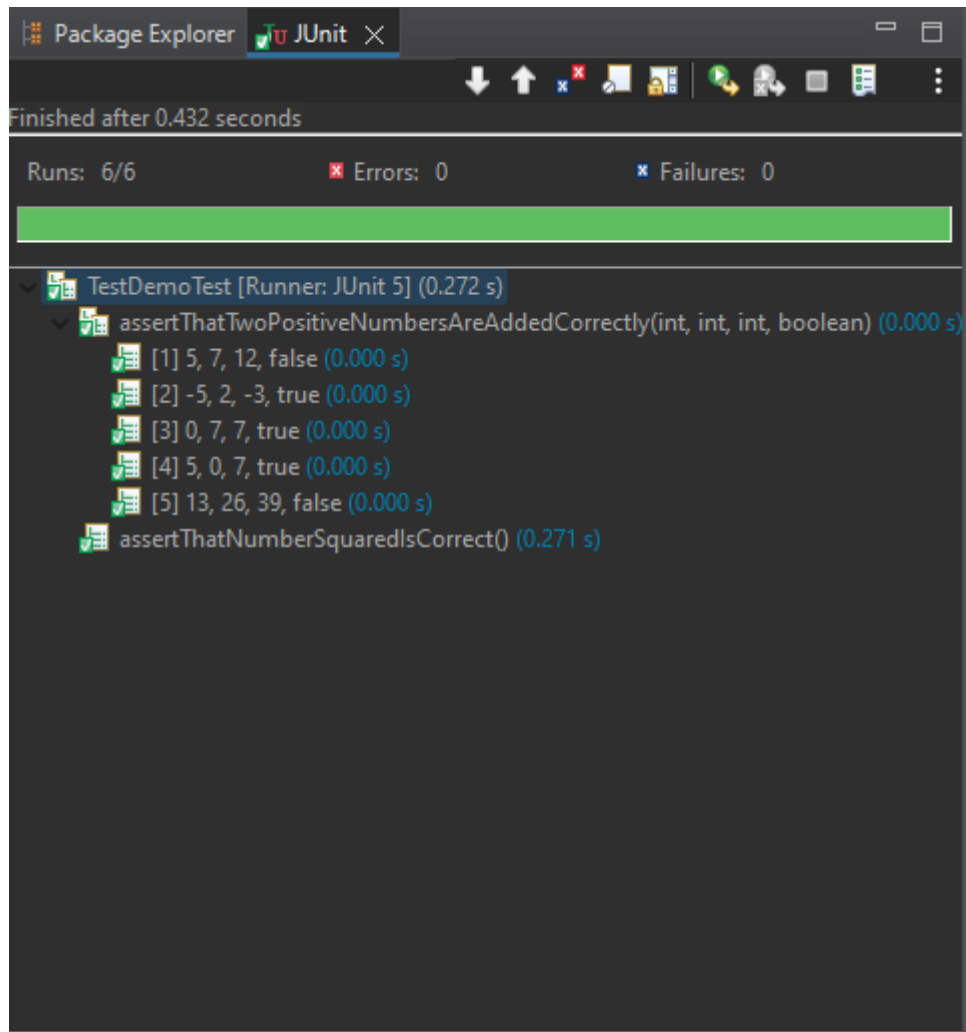 Package Explorer JUnit
Finished after 0.432 seconds
Runs: 6/6 Errors: 0 Failures: 0
TestDemoTest [Runner: JUnit 5] (0.272 s)
assertThatTwoPositiveNumbersAreAddedCorrectly(int, int, int, boolean) (0.000 s)
[1] 5, 7, 12, false (0.000 s)
[2] -5, 2, -3, true (0.000 s)
[3] 0, 7, 7, true (0.000 s)
[4] 5, 0, 7, true (0.000 s)
[5] 13, 26, 39, false (0.000 s)
assertThatNumberSquaredIsCorrect() (0.271 s)